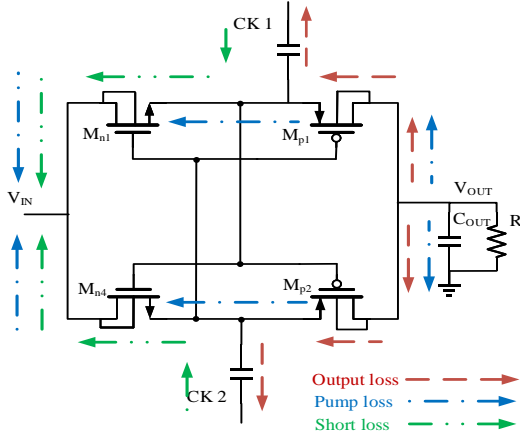 CK 1
Mn1
Mp1
VIN
VOUT
COUT
R
Mn4
Mp2
CK 2
Output loss
Pump loss
Short loss